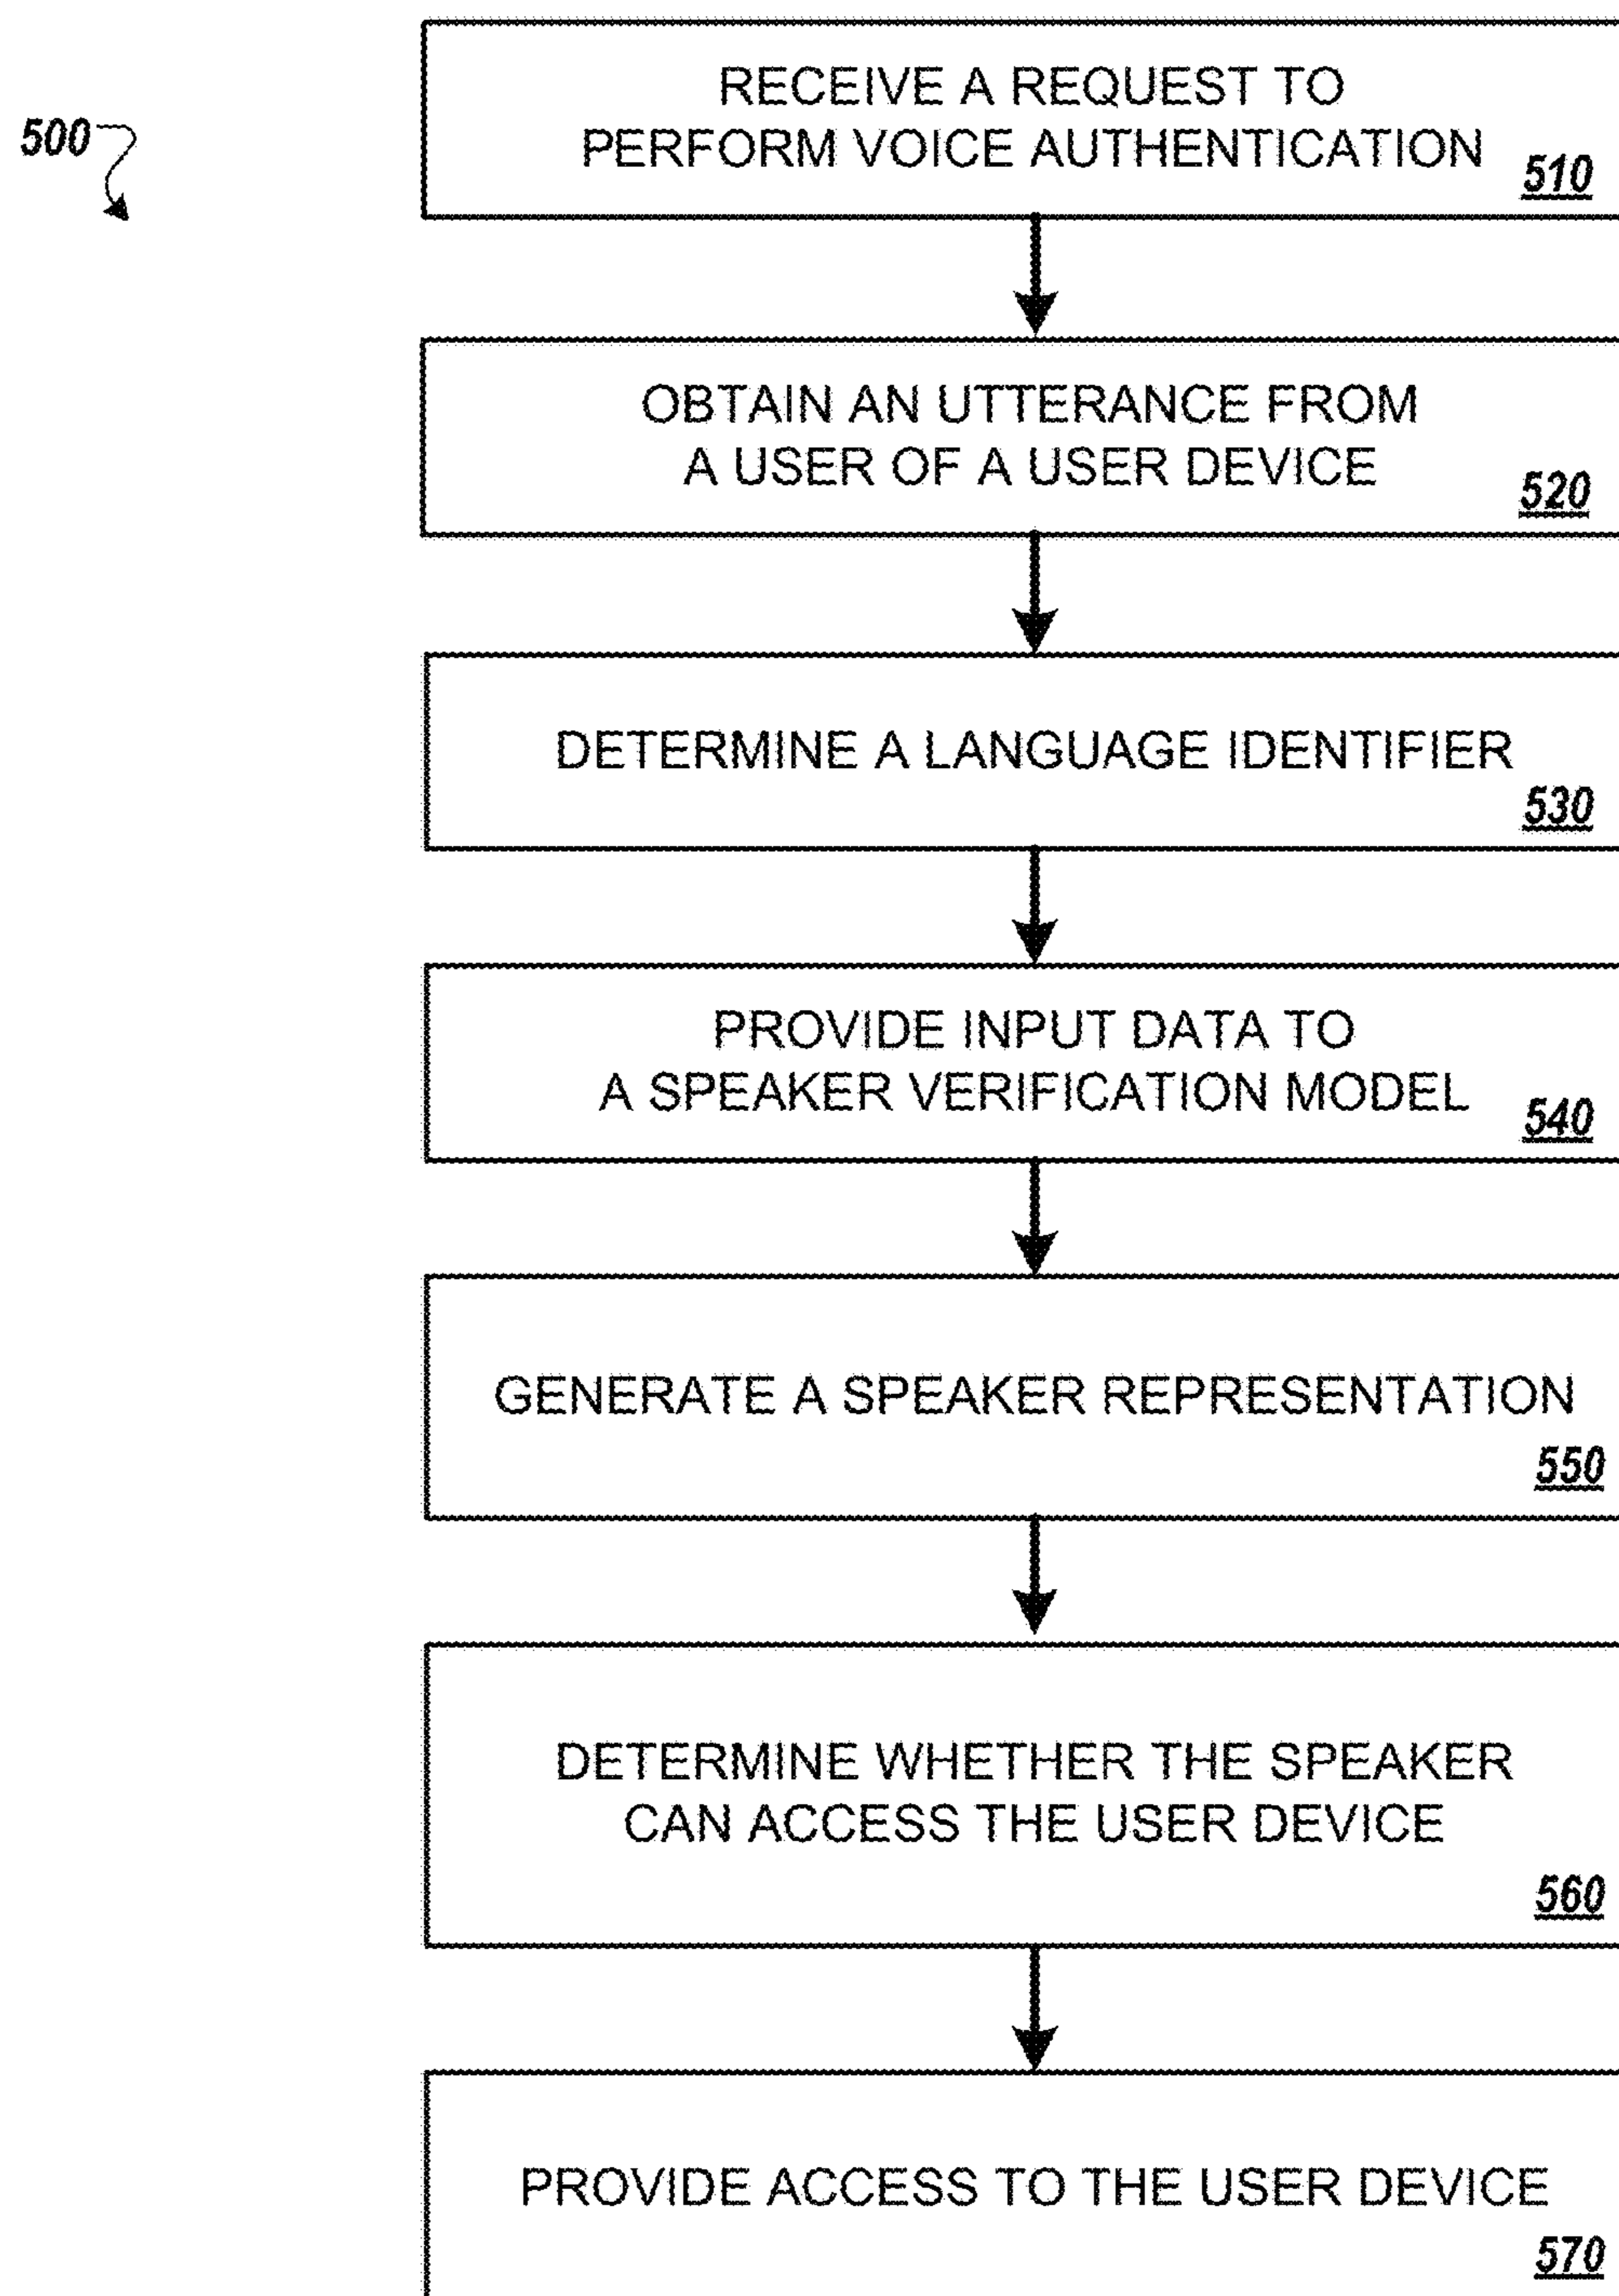 500
RECEIVE A REQUEST TO
PERFORM VOICE AUTHENTICATION
510
OBTAIN AN UTTERANCE FROM
A USER OF A USER DEVICE
520
DETERMINE A LANGUAGE IDENTIFIER
530
PROVIDE INPUT DATA TO
A SPEAKER VERIFICATION MODEL
540
GENERATE A SPEAKER REPRESENTATION
550
DETERMINE WHETHER THE SPEAKER
CAN ACCESS THE USER DEVICE
560
PROVIDE ACCESS TO THE USER DEVICE
570